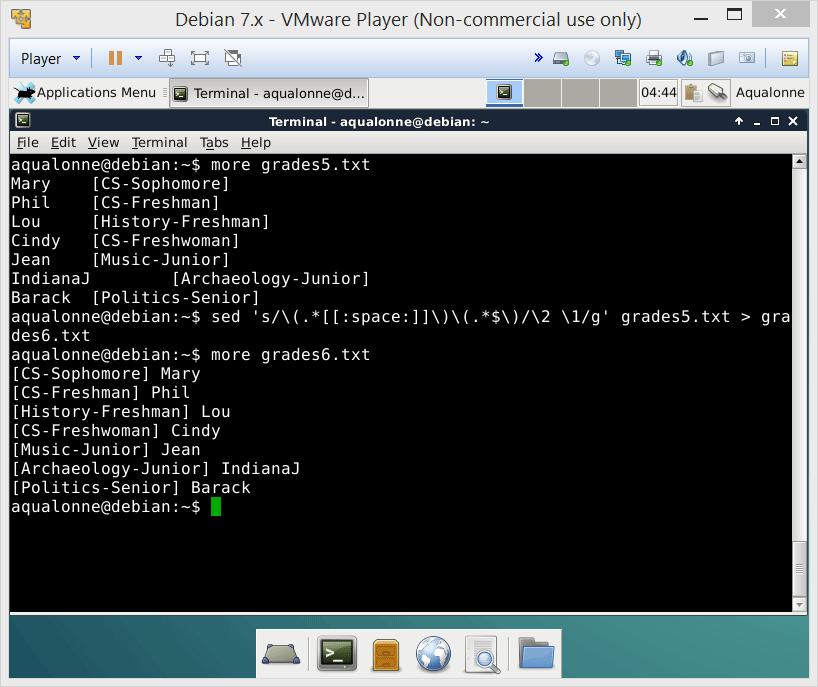 Debian 7.x - VMware Player (Non-commercial use only)
Player
Applications Menu
Terminal - aqualonne@d...
04:44
Aqualonne
Terminal - aqualonne@debian: ~
File Edit View Terminal Tabs Help
aqualonne@debian:~$ more grades5.txt
Mary    [CS-Sophomore]
Phil    [CS-Freshman]
Lou     [History-Freshman]
Cindy   [CS-Freshwoman]
Jean    [Music-Junior]
IndianaJ        [Archaeology-Junior]
Barack  [Politics-Senior]
aqualonne@debian:~$ sed 's/\(.*[[:space:]]\)\(.*$\)/\2 \1/g' grades5.txt > gra
des6.txt
aqualonne@debian:~$ more grades6.txt
[CS-Sophomore] Mary
[CS-Freshman] Phil
[History-Freshman] Lou
[CS-Freshwoman] Cindy
[Music-Junior] Jean
[Archaeology-Junior] IndianaJ
[Politics-Senior] Barack
aqualonne@debian:~$